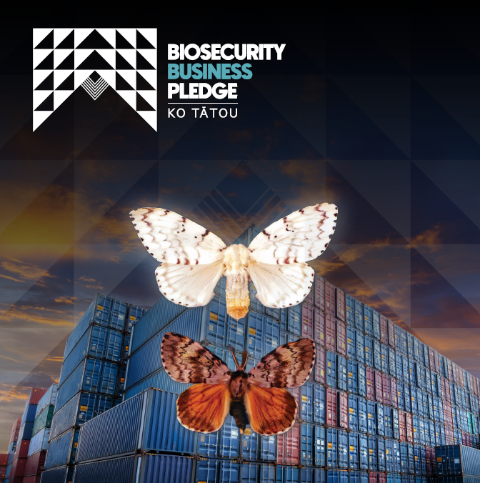 BIOSECURITY
BUSINESS
PLEDGE
KO TĀTOU